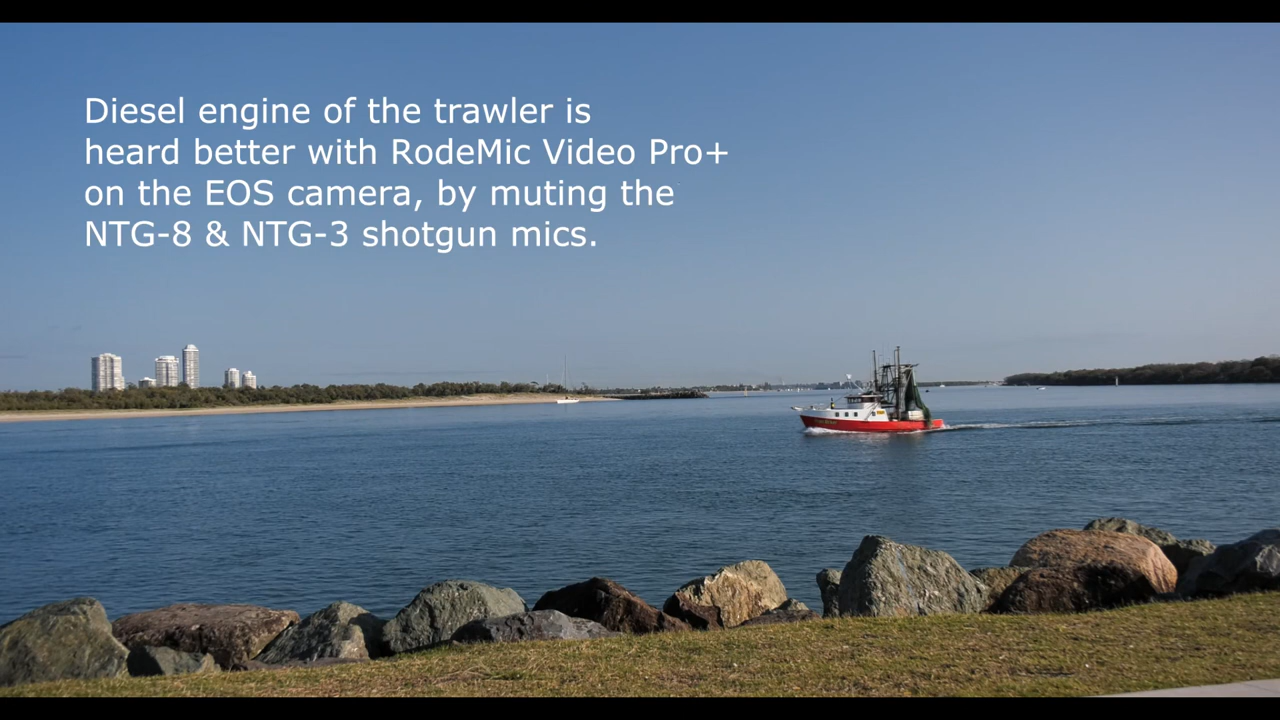 Diesel engine of the trawler is
heard better with RodeMic Video Pro+
on the EOS camera, by muting the
NTG-8 & NTG-3 shotgun mics.